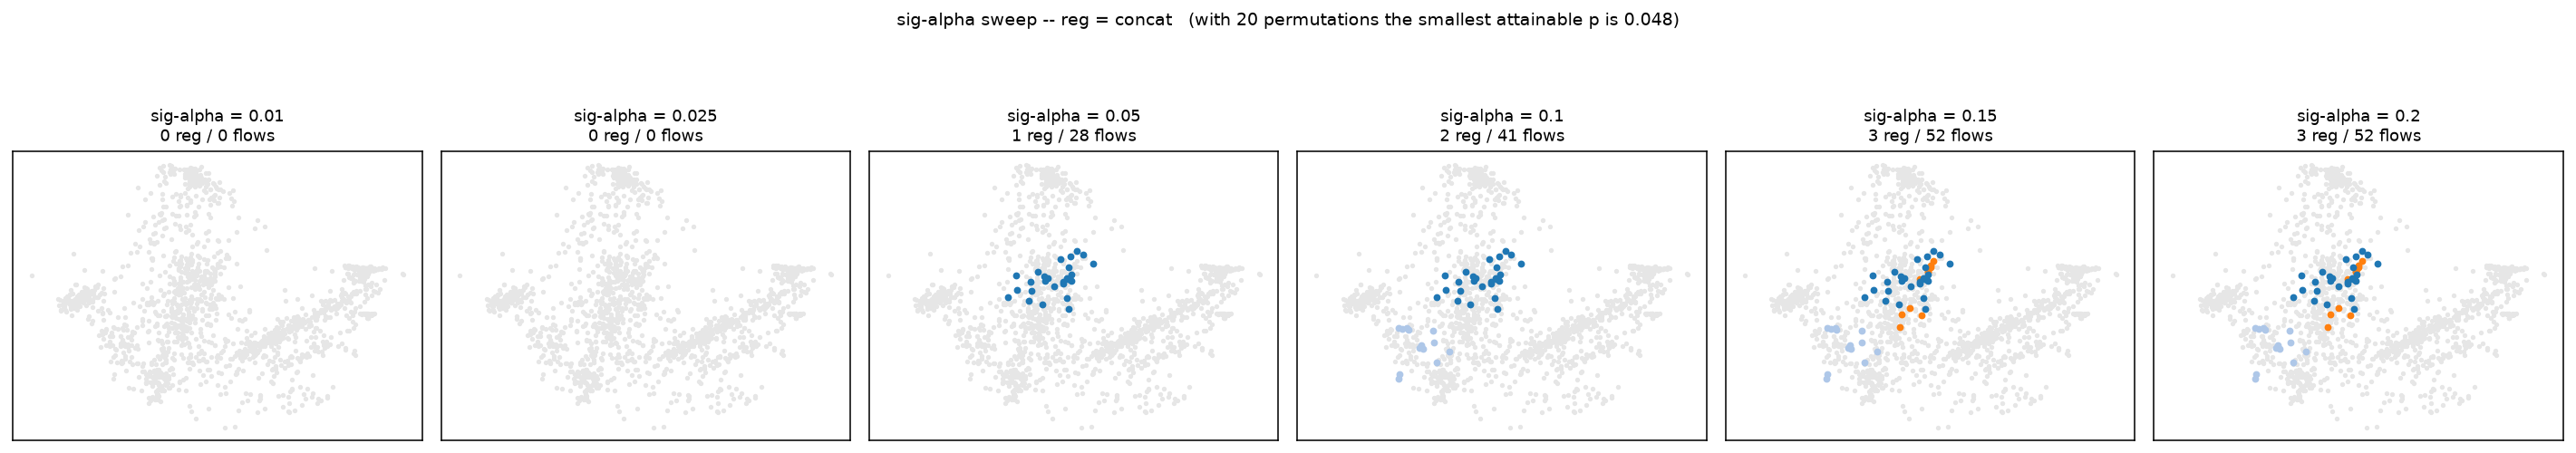 sig-alpha sweep -- reg = concat   (with 20 permutations the smallest attainable p is 0.048)
sig-alpha = 0.01
0 reg / 0 flows
sig-alpha = 0.025
0 reg / 0 flows
sig-alpha = 0.05
1 reg / 28 flows
sig-alpha = 0.1
2 reg / 41 flows
sig-alpha = 0.15
3 reg / 52 flows
sig-alpha = 0.2
3 reg / 52 flows